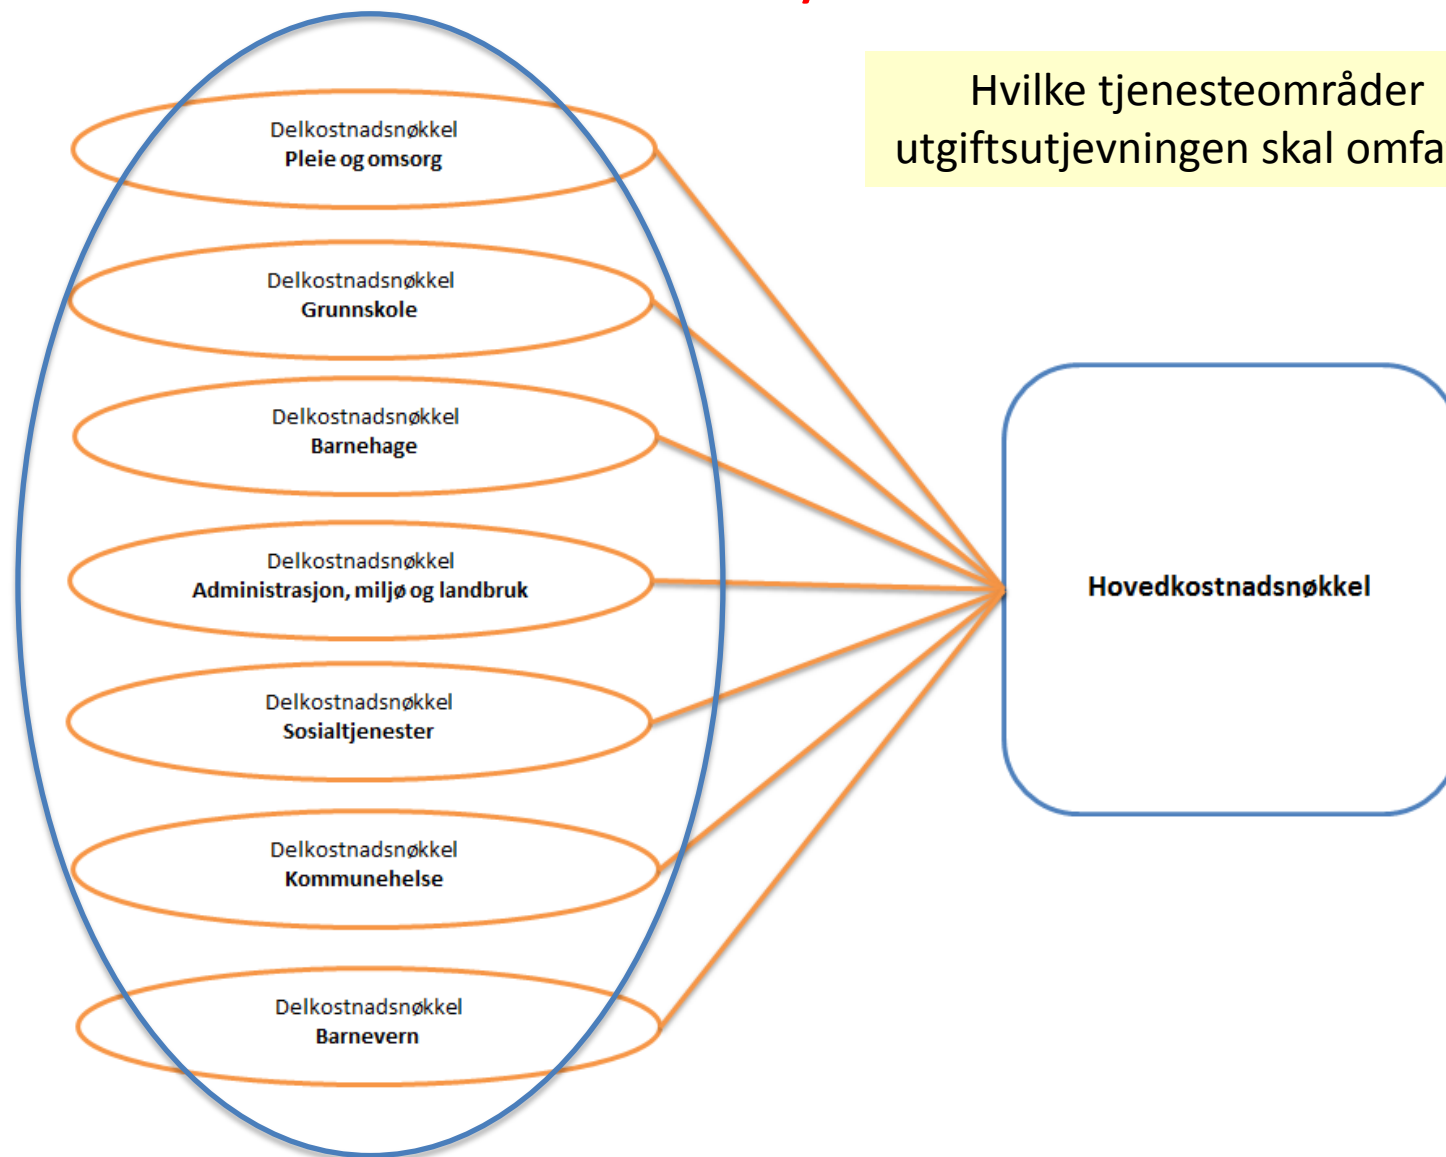 Hvilke tjenesteområder
utgiftsutjevningen skal
Delkostnadsnøkkel
Pleie og omsorg
Delkostnadsnøkkel
Grunnskole
Delkostnadsnøkkel
Barnehage
Delkostnadsnøkkel
Administrasjon, miljø og landbruk
Delkostnadsnøkkel
Sosialtjenester
Delkostnadsnøkkel
Kommunehelse
Delkostnadsnøkkel
Barnevern
Hovedkostnadsnøkkel